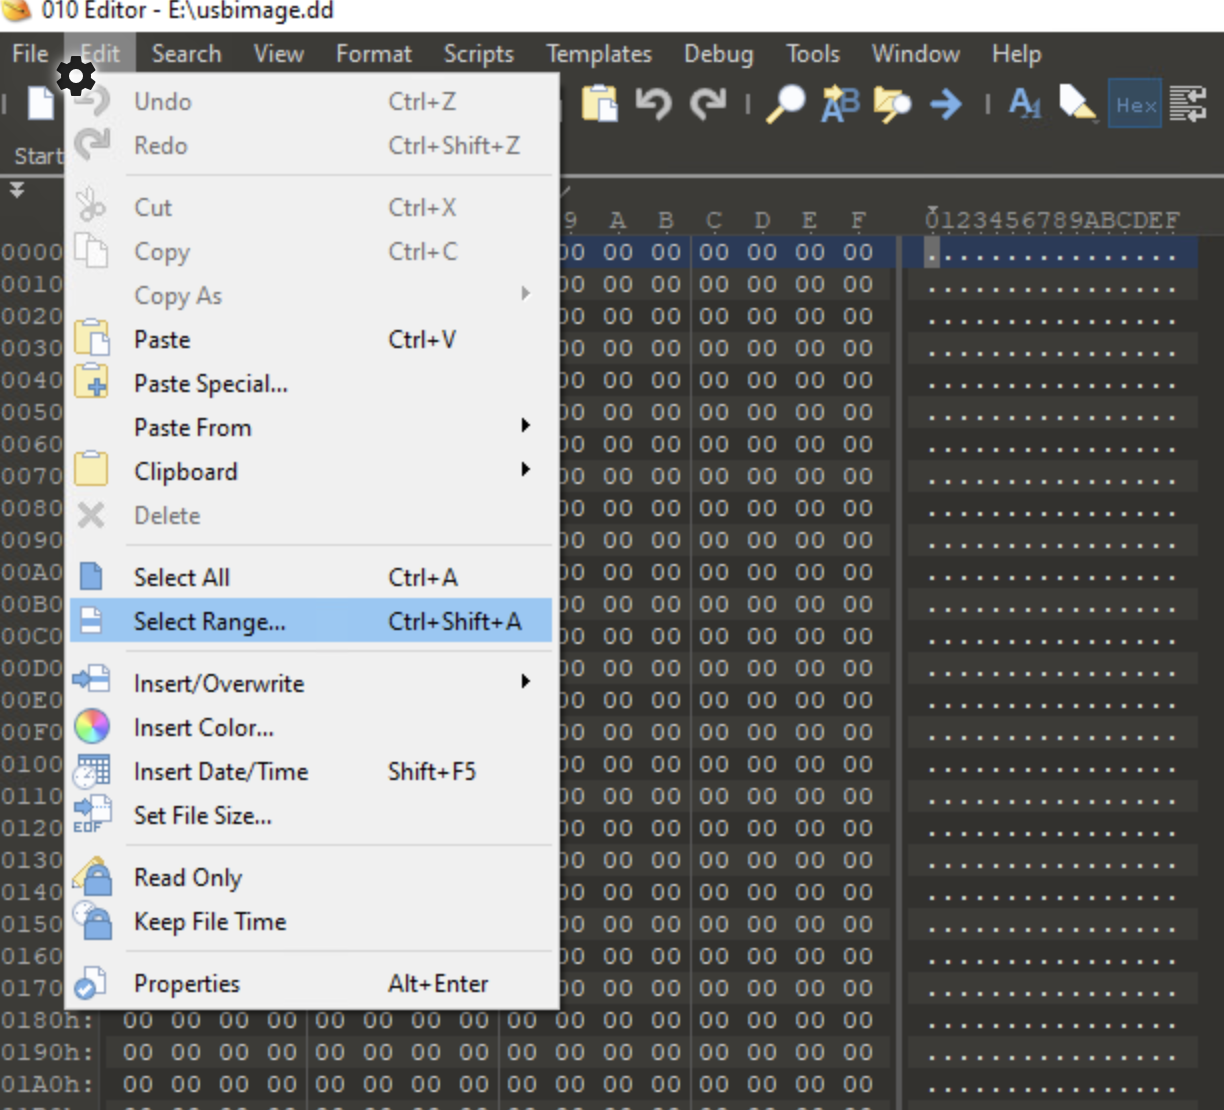 010 Editor - E:\usbimage.dd
File Edit Search View Format Scripts Templates Debug Tools Window Help
Hex
Start
Undo Ctrl+Z
Redo Ctrl+Shift+Z
Cut Ctrl+X
9 A B C D E F 0123456789ABCDEF
0000 Copy Ctrl+C 00 00 00 00 00 00 00 ................
0010 Copy As 00 00 00 00 00 00 00 ................
0020 00 00 00 00 00 00 00 ................
0030 Paste Ctrl+V 00 00 00 00 00 00 00 ................
0040 Paste Special... 00 00 00 00 00 00 00 ................
0050 Paste From 00 00 00 00 00 00 00 ................
0060 00 00 00 00 00 00 00 ................
0070 Clipboard 00 00 00 00 00 00 00 ................
0080 Delete 00 00 00 00 00 00 00 ................
0090 00 00 00 00 00 00 00 ................
00A0 Select All Ctrl+A 00 00 00 00 00 00 00 ................
00B0 00 00 00 00 00 00 00 ................
00C0 Select Range... Ctrl+Shift+A 00 00 00 00 00 00 00 ................
00D0 Insert/Overwrite 00 00 00 00 00 00 00 ................
00E0 00 00 00 00 00 00 00 ................
00F0 Insert Color... 00 00 00 00 00 00 00 ................
0100 Insert Date/Time Shift+F5 00 00 00 00 00 00 00 ................
0110 00 00 00 00 00 00 00 ................
0120 EOF Set File Size... 00 00 00 00 00 00 00 ................
0130 Read Only 00 00 00 00 00 00 00 ................
0140 00 00 00 00 00 00 00 ................
0150 Keep File Time 00 00 00 00 00 00 00 ................
0160 00 00 00 00 00 00 00 ................
0170 Properties Alt+Enter 00 00 00 00 00 00 00 ................
0180h: 00 00 00 00 00 00 00 00 00 00 00 00 00 00 00 00 ................
0190h: 00 00 00 00 00 00 00 00 00 00 00 00 00 00 00 00 ................
01A0h: 00 00 00 00 00 00 00 00 00 00 00 00 00 00 00 00 ................